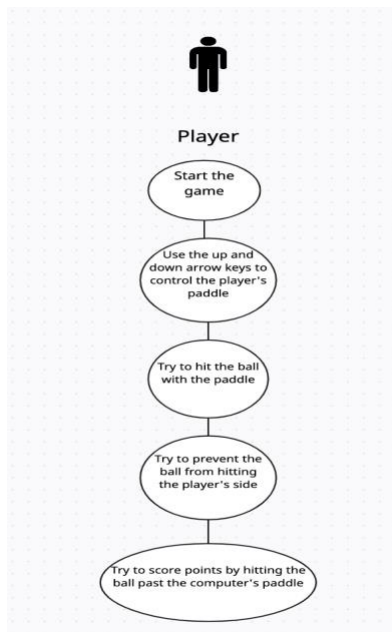 Player
Start the
game
Use the up and
down arrow keys to
control the player's
paddle
Try to hit the ball
with the paddle
Try to prevent the
ball from hitting
the player's side
Try to score points by hitting the
ball past the computer's paddle